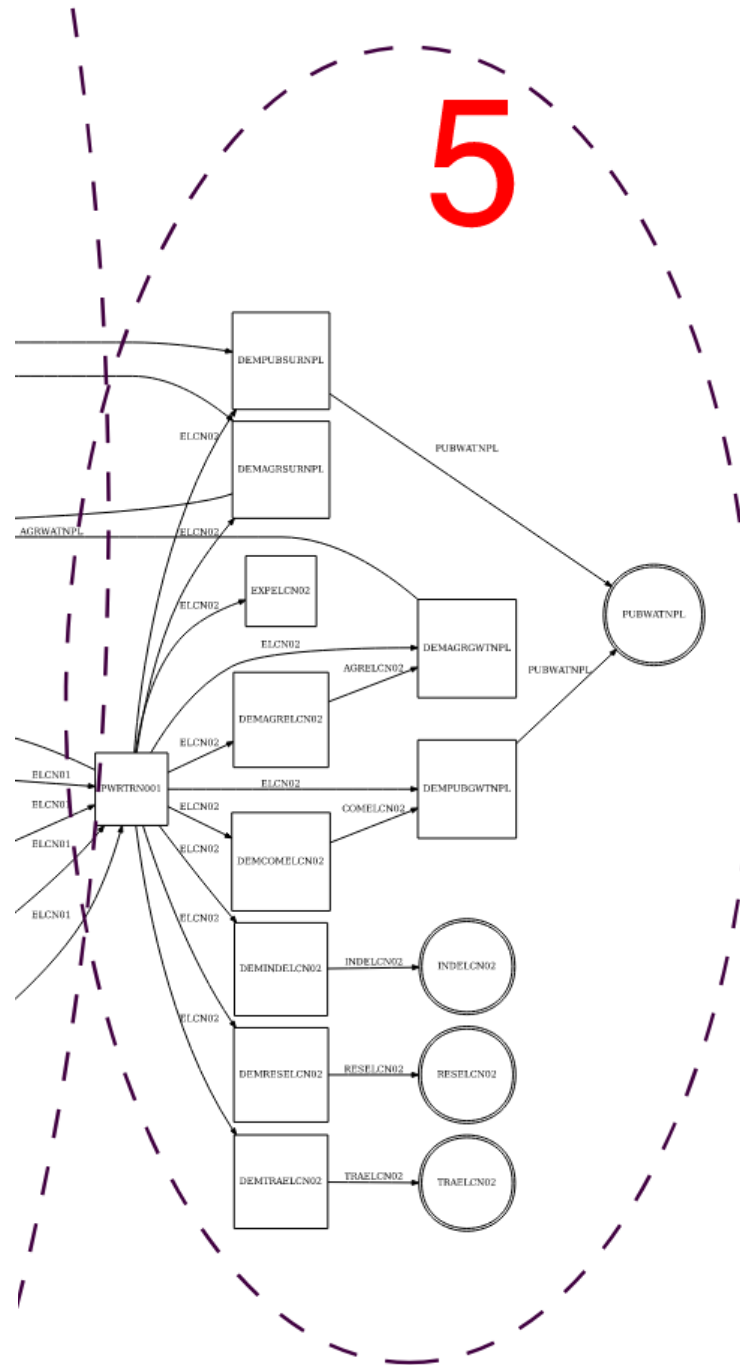 5
DEMPUBSURNPL
ELCN02
PUBWATNPL
DEMAGRSURNPL
AGRWATNPL
ELCN02
EXPELCN02
ELCN02
PUBWATNPL
ELCN02
DEMAGRGWTNPL
AGRELCN02
PUBWATNPL
DEMAGRELCN02
ELCN02
ELCN01
PWRTRN001
ELCN02
DEMPUBGWTNPL
ELCN01
ELCN02
COMELCN02
ELCN01
ELCN02
DEMCOMELCN02
ELCN01
ELCN02
DEMINDELCN02
INDELCN02
INDELCN02
ELCN02
DEMRESELCN02
RESELCN02
RESELCN02
DEMTRAELCN02
TRAELCN02
TRAELCN02